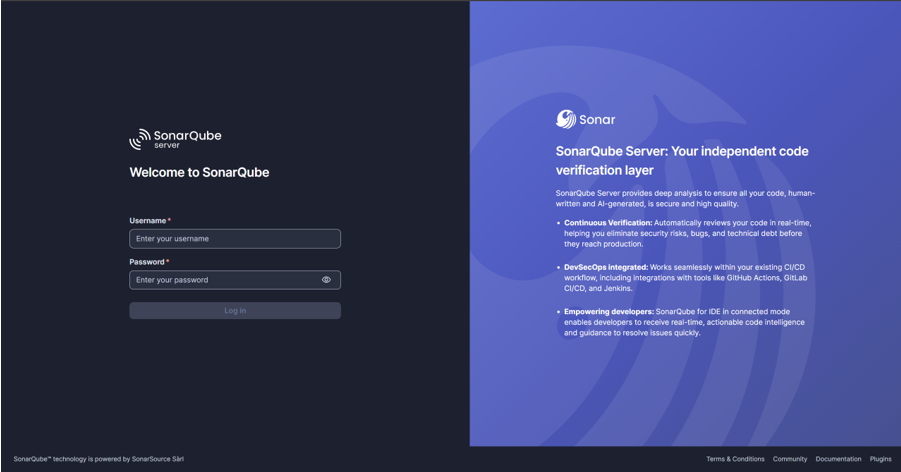 SonarQube
server
Welcome to SonarQube
Username *
Enter your username
Password *
Enter your password
Log in
Sonar
SonarQube Server: Your independent code
verification layer
SonarQube Server provides deep analysis to ensure all your code, human-
written and AI-generated, is secure and high quality.
• Continuous Verification: Automatically reviews your code in real-time,
helping you eliminate security risks, bugs, and technical debt before
they reach production.
• DevSecOps integrated: Works seamlessly within your existing CI/CD
workflow, including integrations with tools like GitHub Actions, GitLab
CI/CD, and Jenkins.
• Empowering developers: SonarQube for IDE in connected mode
enables developers to receive real-time, actionable code intelligence
and guidance to resolve issues quickly.
SonarQube™ technology is powered by SonarSource Sàrl
Terms & Conditions Community Documentation Plugins